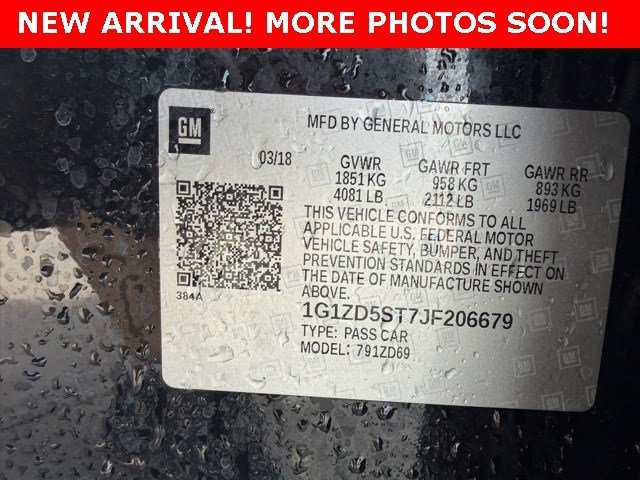 NEW ARRIVAL! MORE PHOTOS SOON!
GM
MFD BY GENERAL MOTORS LLC
03/18 GVWR GAWR FRT GAWR RR
1851 KG 958 KG 893 KG
4081 LB 2112 LB 1969 LB
THIS VEHICLE CONFORMS TO ALL
APPLICABLE U.S. FEDERAL MOTOR
VEHICLE SAFETY, BUMPER, AND THEFT
PREVENTION STANDARDS IN EFFECT ON
THE DATE OF MANUFACTURE SHOWN
ABOVE.
384A
1G1ZD5ST7JF206679
TYPE: PASS CAR
MODEL: 791ZD69